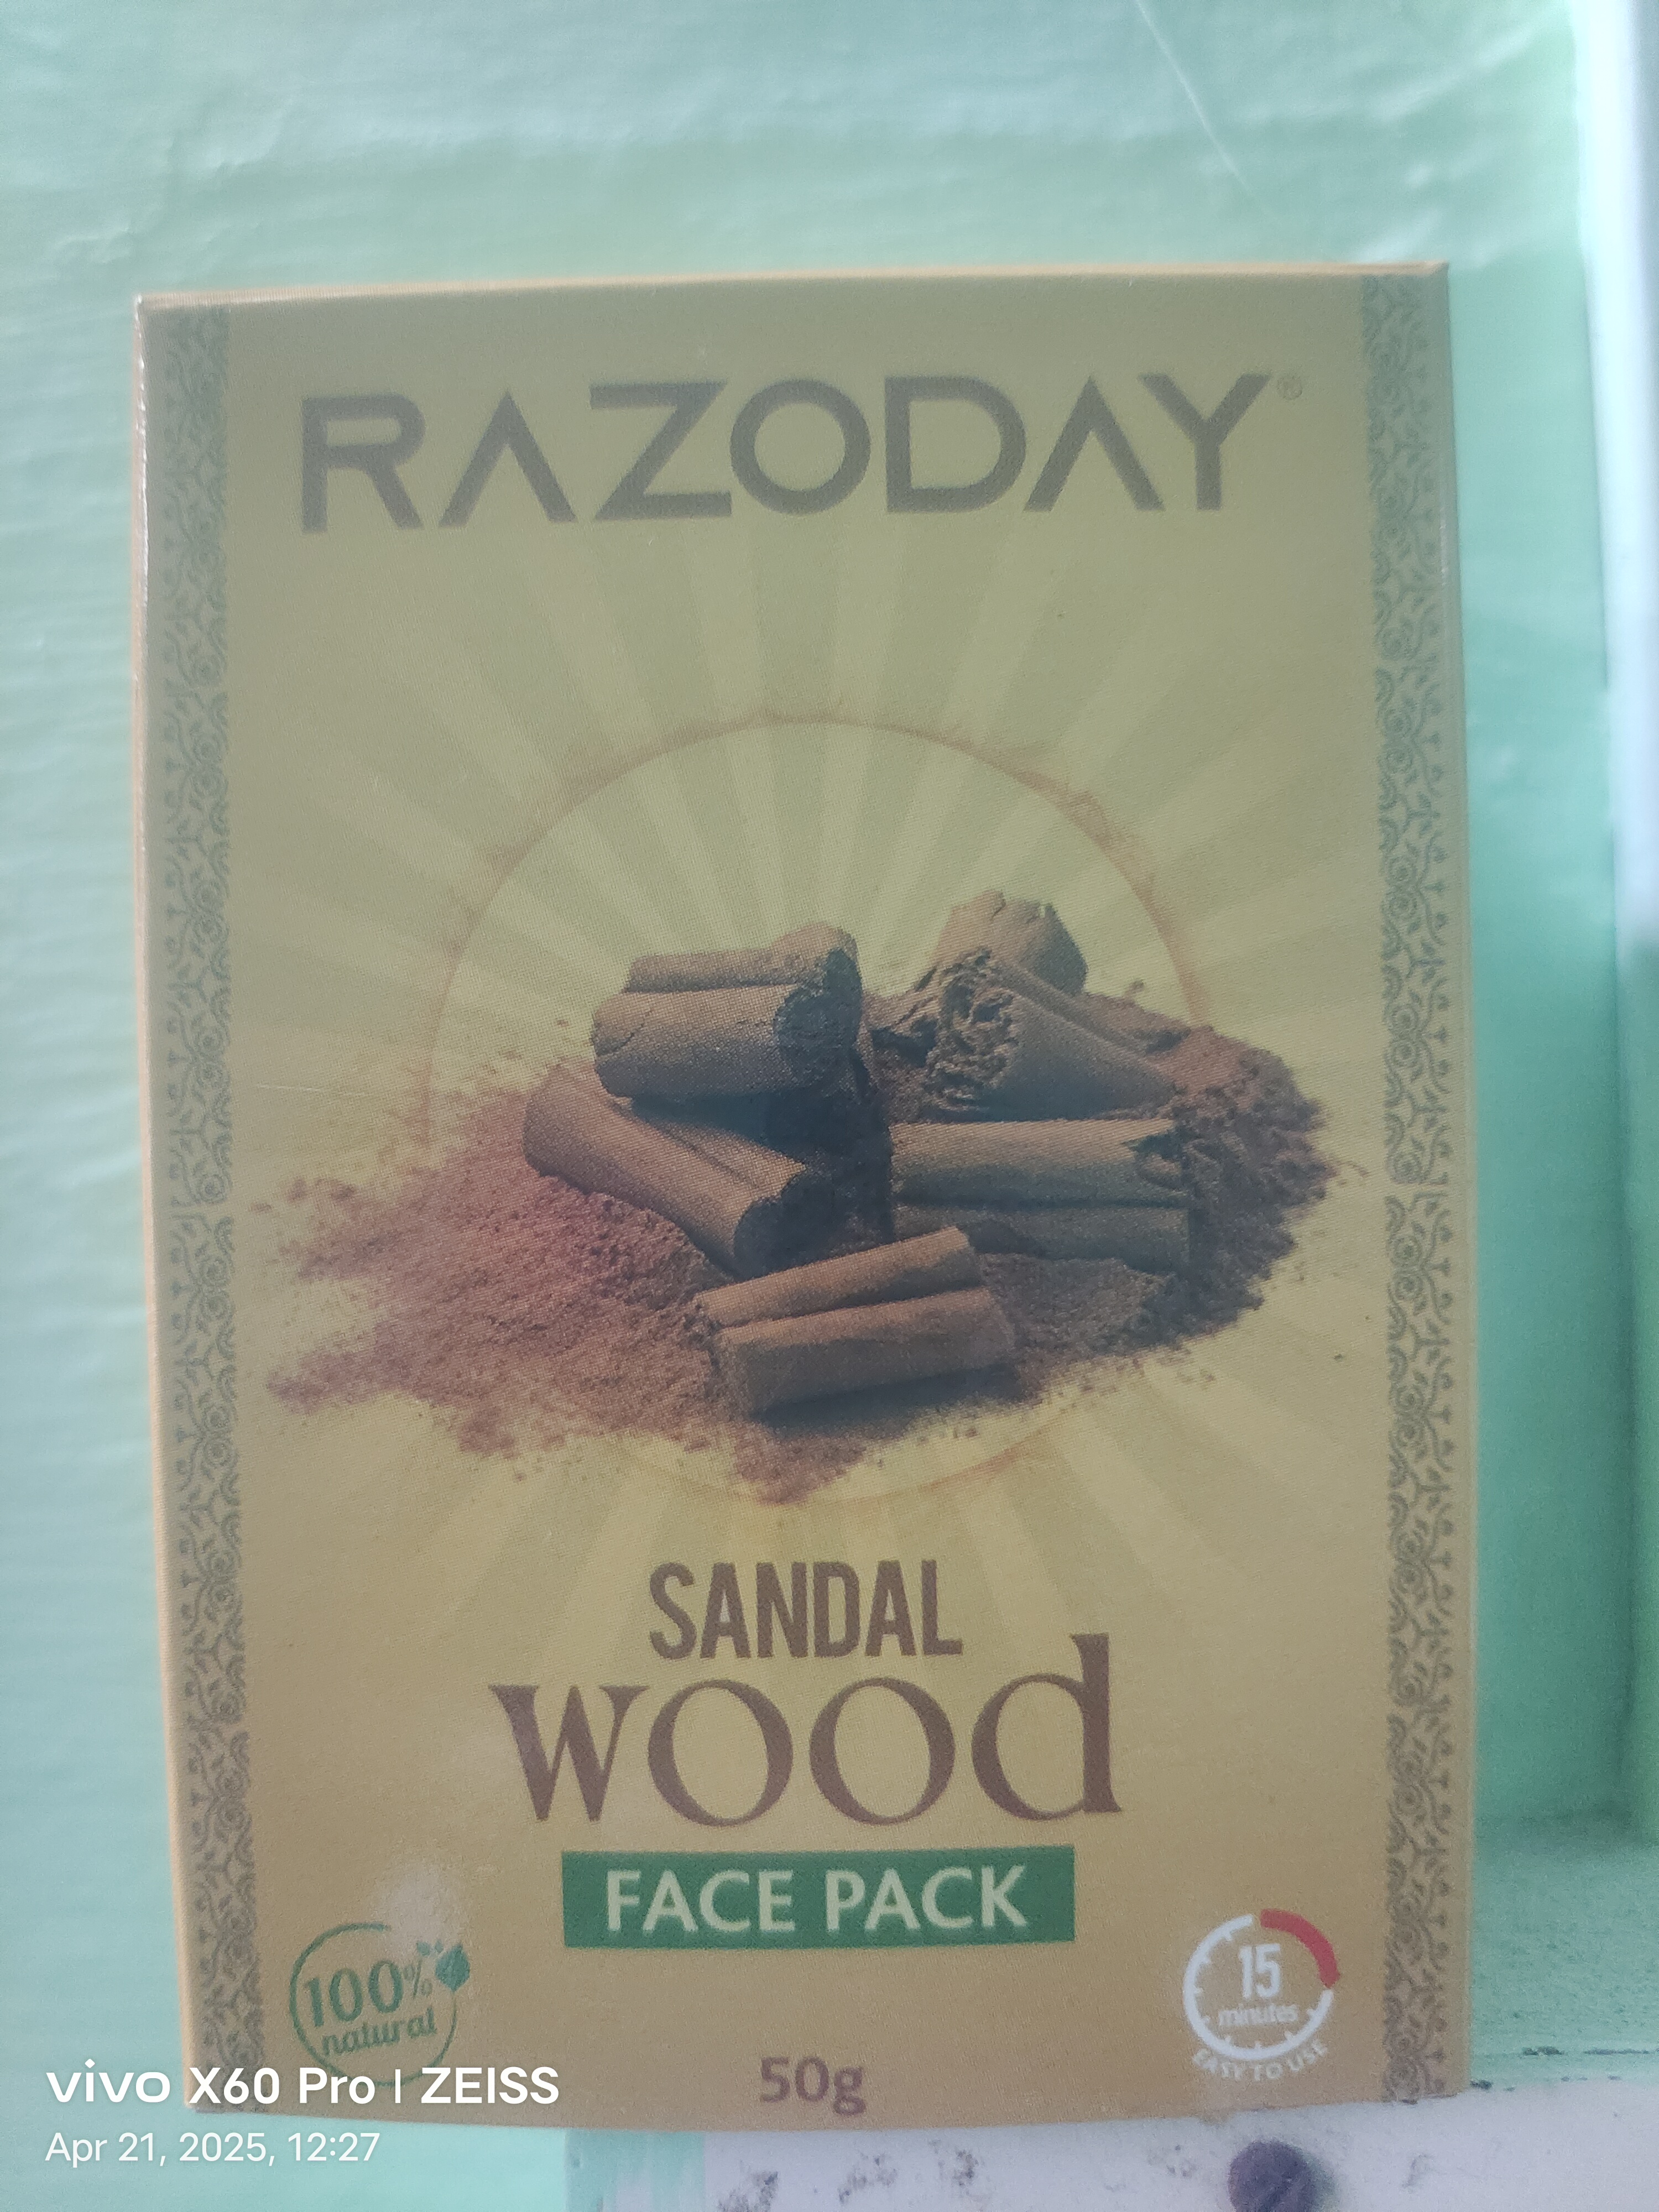 RAZODAY®
SANDAL
wood
FACE PACK
100%
natural
15
minutes
EASY TO USE
50g
vivo X60 Pro | ZEISS
Apr 21, 2025, 12:27